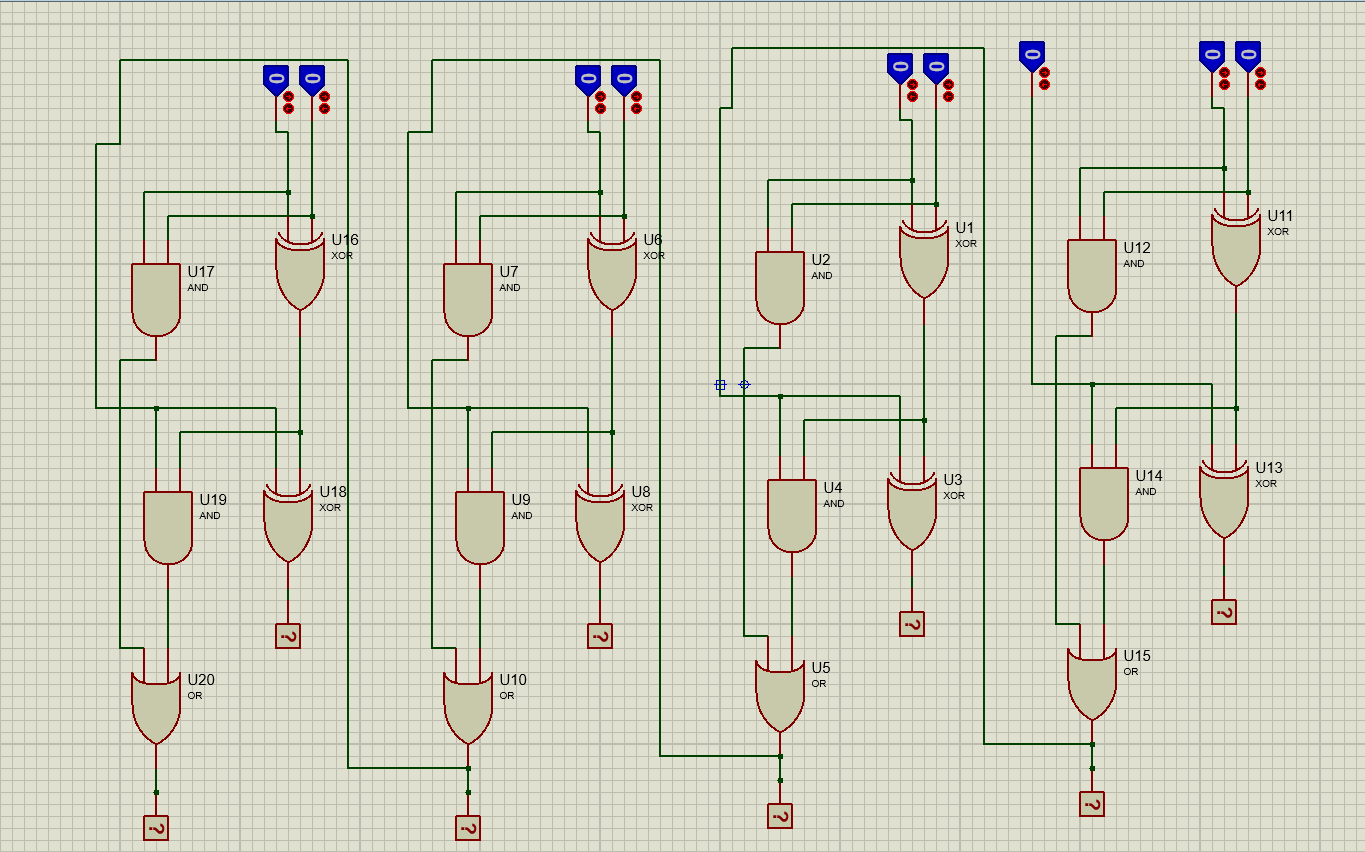 0
0
0
0
0
0
0
0
0
U16
XOR
U17
AND
U6
XOR
U7
AND
U1
XOR
U2
AND
U11
XOR
U12
AND
U19
AND
U18
XOR
U9
AND
U8
XOR
U4
AND
U3
XOR
U14
AND
U13
XOR
?
?
?
?
U20
OR
U10
OR
U5
OR
U15
OR
?
?
?
?